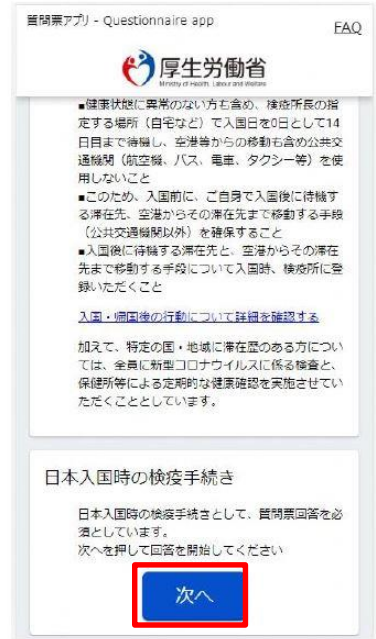 質問票アプリ - Questionnaire app
FAQ
厚生労働省
Ministry of Health, Labour and Welfare
■健康状態に異常のない方も含め、検疫所長の指
定する場所（自宅など）で入国日を0日として14
日目まで待機し、空港等からの移動も含め公共交
通機関（航空機、バス、電車、タクシー等）を使
用しないこと
■このため、入国前に、ご自身で入国後に待機す
る滞在先、空港からその滞在先まで移動する手段
（公共交通機関以外）を確保すること
■入国後に待機する滞在先と、空港からその滞在
先まで移動する手段について入国時、検疫所に登
録いただくこと
入国・帰国後の行動について詳細を確認する
加えて、特定の国・地域に滞在歴のある方につい
ては、全員に新型コロナウイルスに係る検査と、
保健所等による定期的な健康確認を実施させてい
ただくこととしています。
日本入国時の検疫手続き
日本入国時の検疫手続きとして、質問票回答を必
須としています。
次へを押して回答を開始してください
次へ